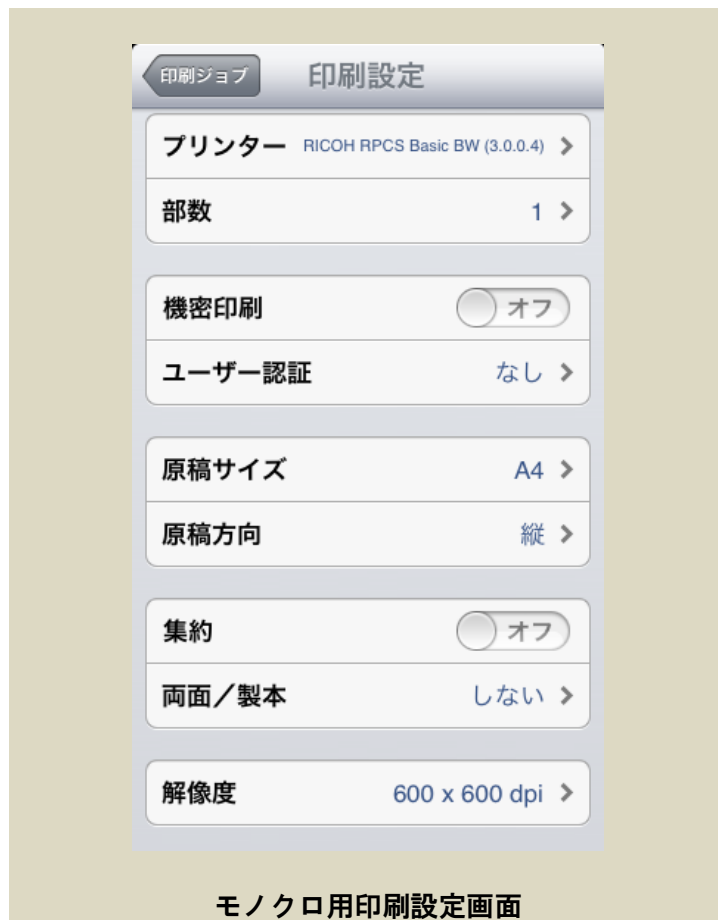 印刷ジョブ 印刷設定
プリンター RICOH RPCS Basic BW (3.0.0.4)
部数 1
機密印刷 オフ
ユーザー認証 なし
原稿サイズ A4
原稿方向 縦
集約 オフ
両面／製本 しない
解像度 600 x 600 dpi
モノクロ用印刷設定画面